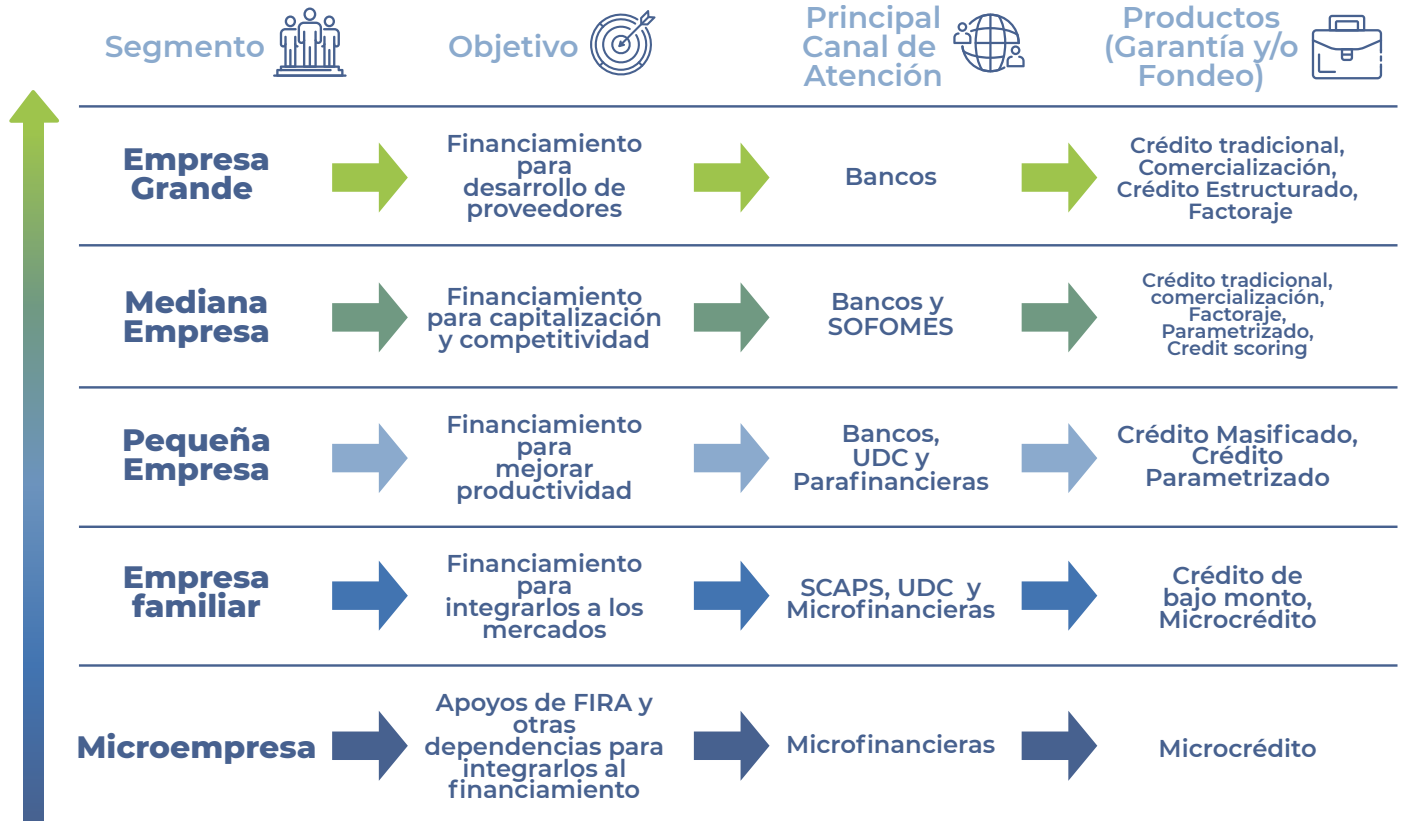 Segmento
Objetivo
Principal
Canal de
Atención
Productos
(Garantía y/o
Fondeo)
Empresa
Grande
Financiamiento
para
desarrollo de
proveedores
Bancos
Crédito tradicional,
Comercialización,
Crédito Estructurado,
Factoraje
Mediana
Empresa
Financiamiento
para capitalización
y competitividad
Bancos y
SOFOMES
Crédito tradicional,
comercialización,
Factoraje,
Parametrizado,
Credit scoring
Pequeña
Empresa
Financiamiento
para
mejorar
productividad
Bancos,
UDC y
Parafinancieras
Crédito Masificado,
Crédito
Parametrizado
Empresa
familiar
Financiamiento
para
integrarlos a los
mercados
SCAPS, UDC y
Microfinancieras
Crédito de
bajo monto,
Microcrédito
Microempresa
Apoyos de FIRA y
otras
dependencias para
integrarlos al
financiamiento
Microfinancieras
Microcrédito